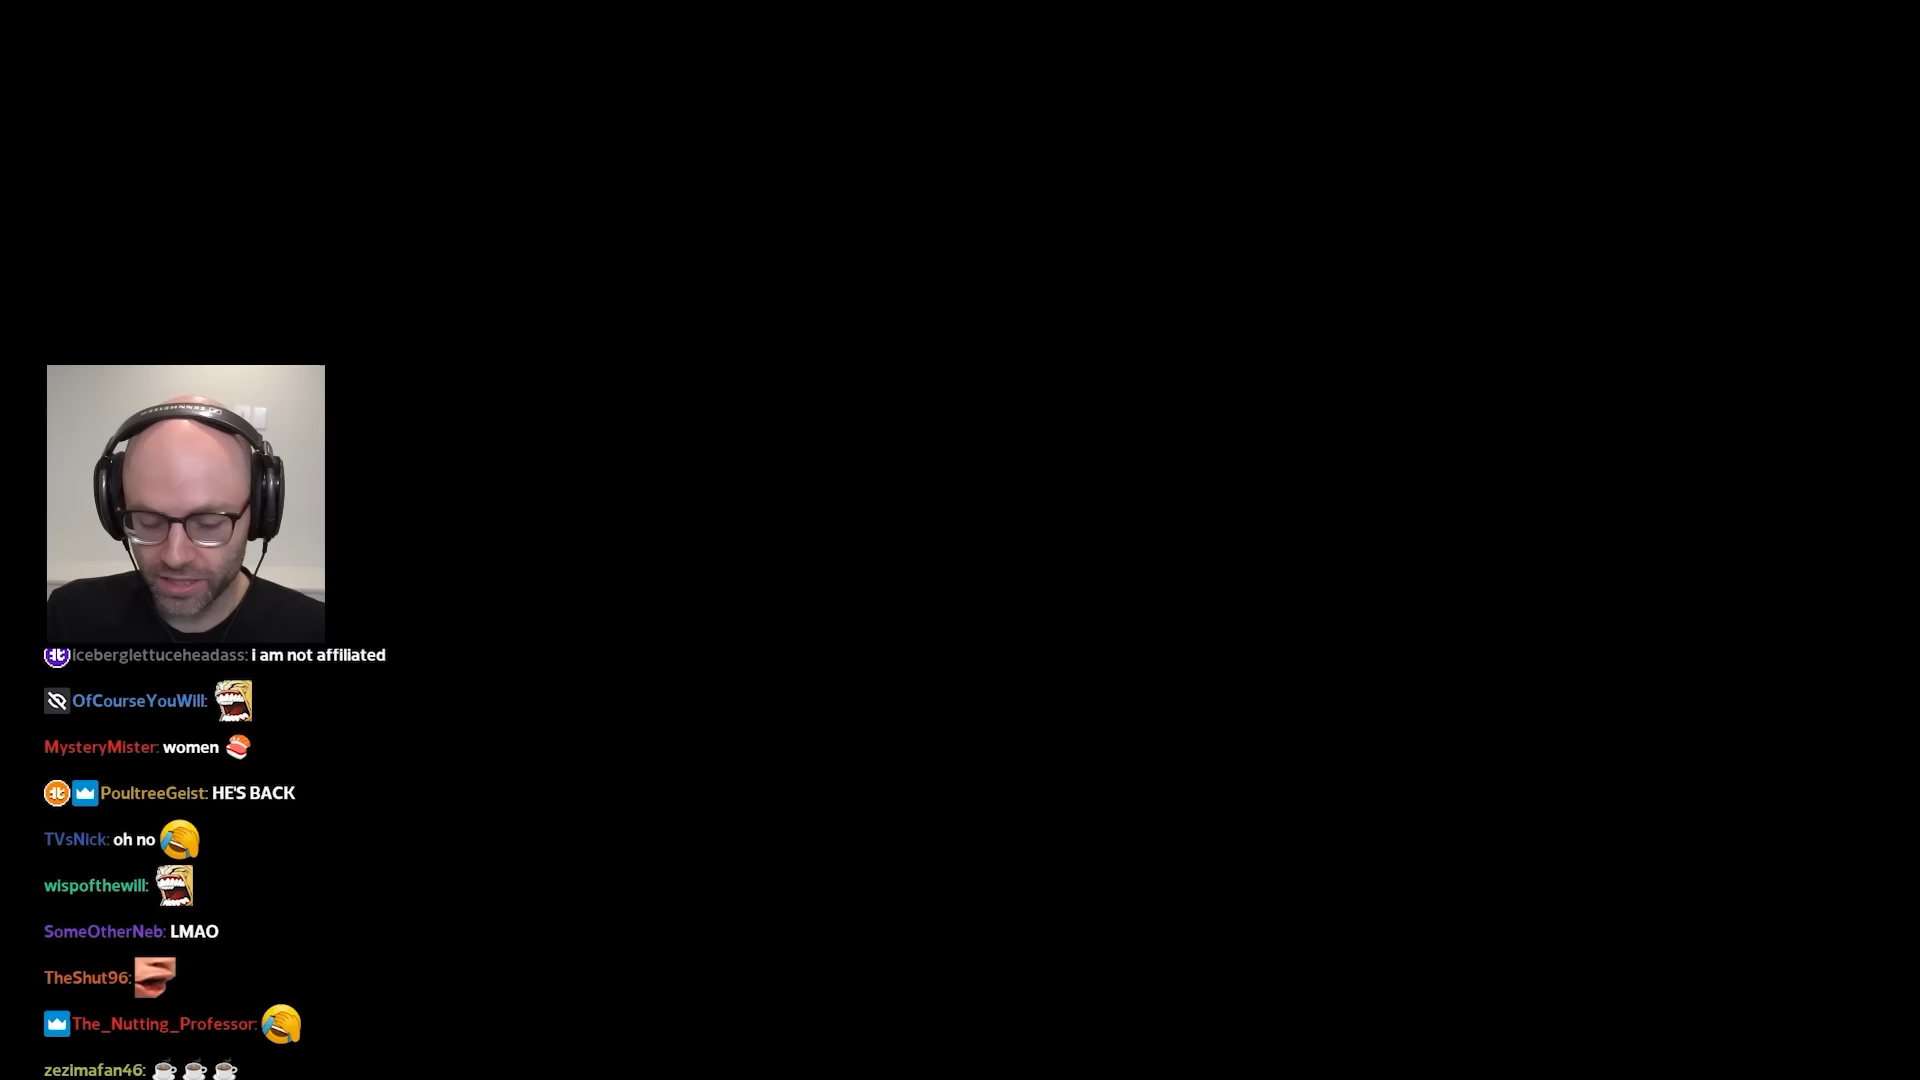 SENNHEISER
iceberglettuceheadass: i am not affiliated
OfCourseYouWill:
MysteryMister: women
PoultreeGeist: HE'S BACK
TVsNick: oh no
wispofthewill:
SomeOtherNeb: LMAO
TheShut96:
The_Nutting_Professor:
zezimafan46: